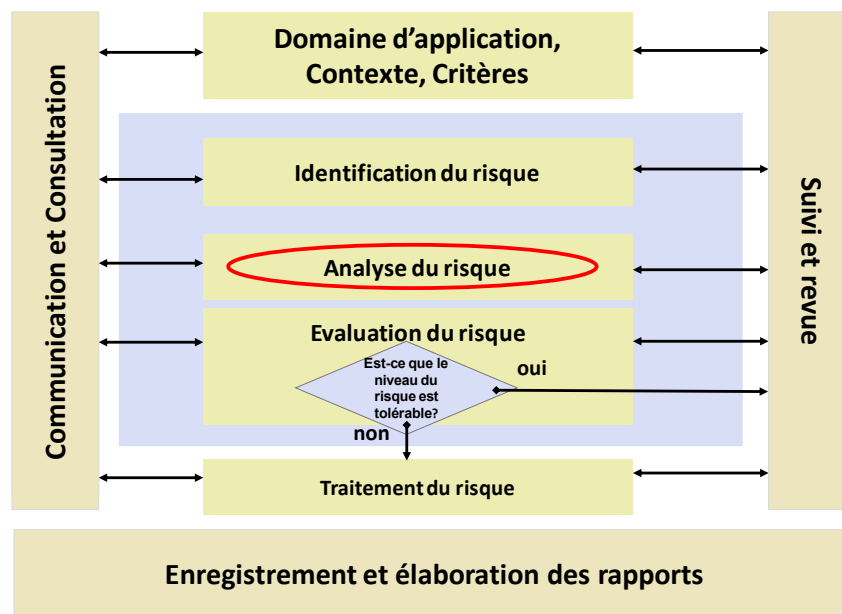 Communication et Consultation
Domaine d'application,
Contexte, Critères
Identification du risque
Analyse du risque
Evaluation du risque
Est-ce que le
niveau du
risque est
tolérable?
oui
non
Traitement du risque
Suivi et revue
Enregistrement et élaboration des rapports